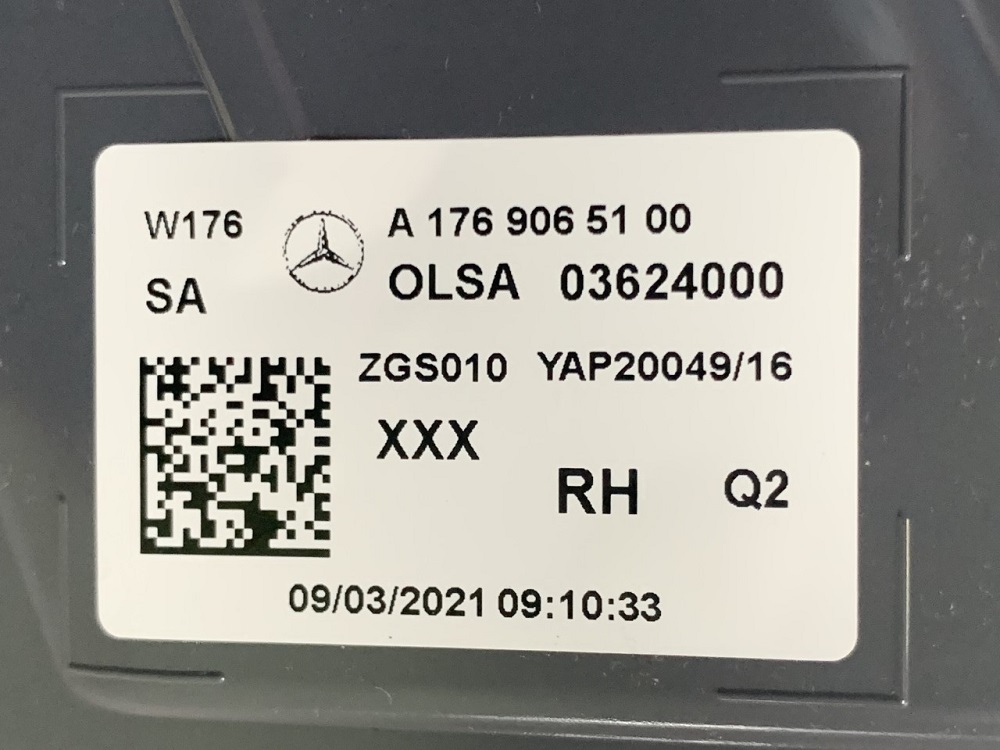 W176 A 176 906 51 00
SA OLSA 03624000
ZGS010 YAP20049/16
XXX
RH Q2
09/03/2021 09:10:33